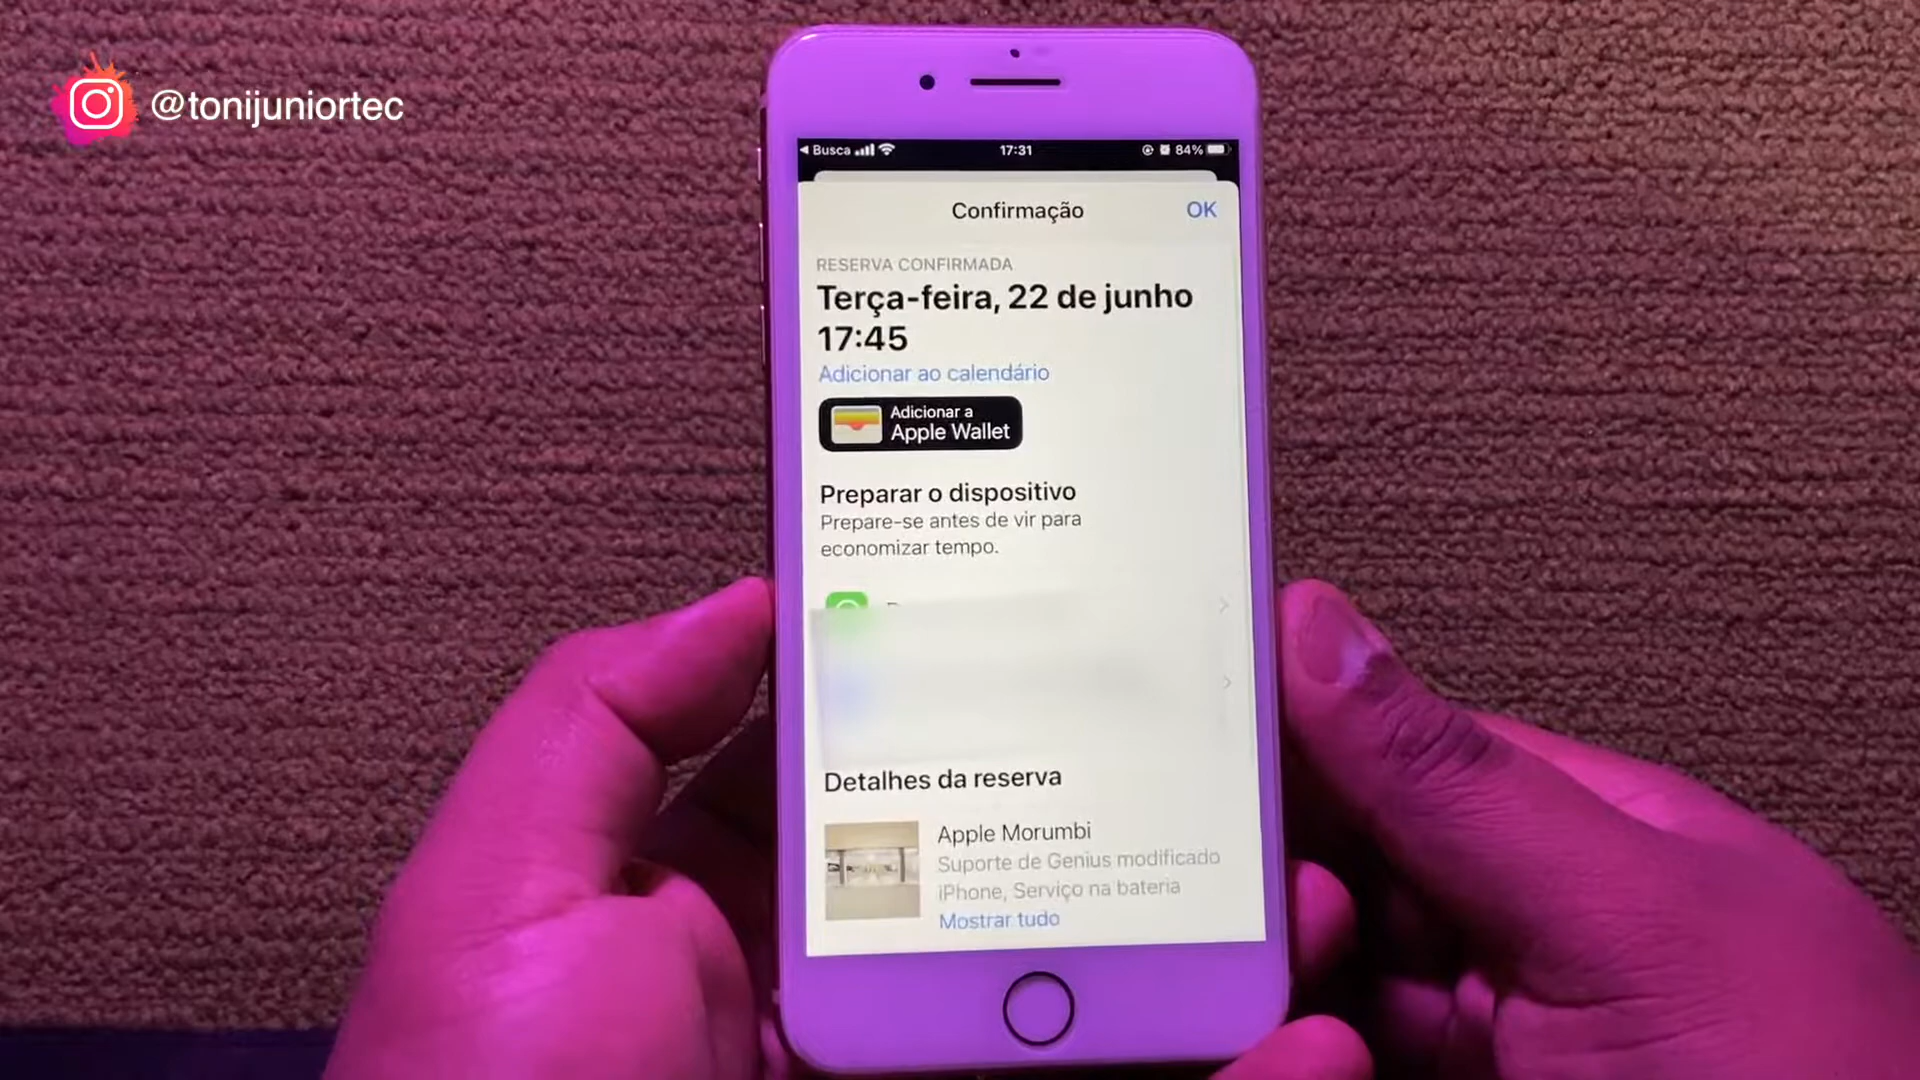 @tonijuniortec
Busca 17:31 84%
Confirmação OK
RESERVA CONFIRMADA
Terça-feira, 22 de junho
17:45
Adicionar ao calendário
Adicionar a
Apple Wallet
Preparar o dispositivo
Prepare-se antes de vir para
economizar tempo.
Detalhes da reserva
Apple Morumbi
Suporte de Genius modificado
iPhone, Serviço na bateria
Mostrar tudo